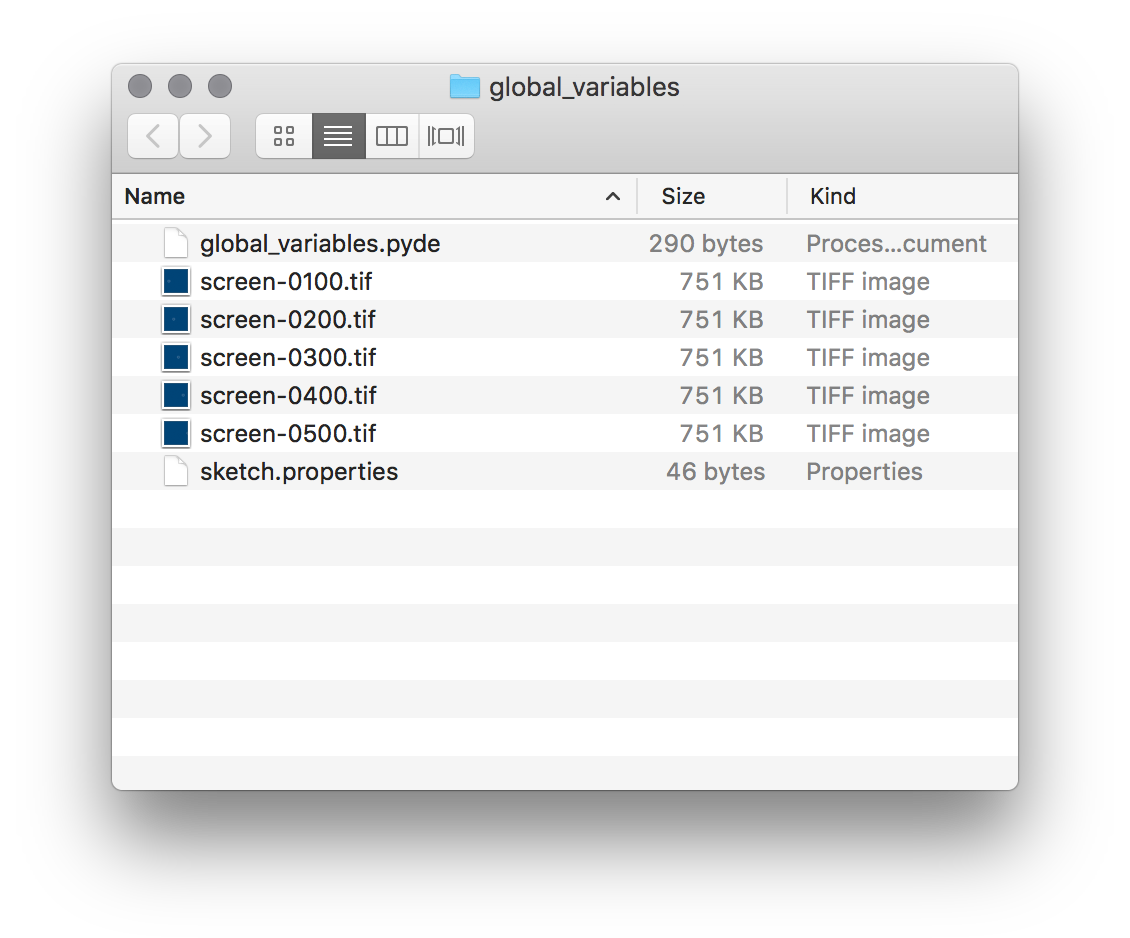 global_variables
Name Size Kind
global_variables.pyde 290 bytes Proces...cument
screen-0100.tif 751 KB TIFF image
screen-0200.tif 751 KB TIFF image
screen-0300.tif 751 KB TIFF image
screen-0400.tif 751 KB TIFF image
screen-0500.tif 751 KB TIFF image
sketch.properties 46 bytes Properties